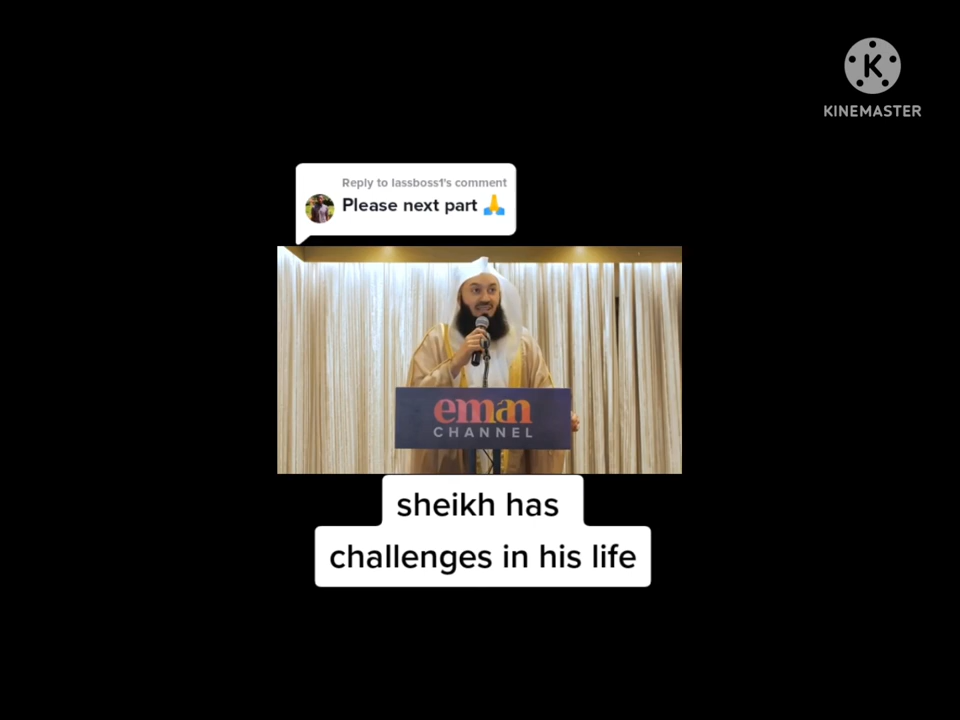 K
KINEMASTER
Reply to lassboss1's comment
Please next part 🙏
eman
CHANNEL
sheikh has
challenges in his life